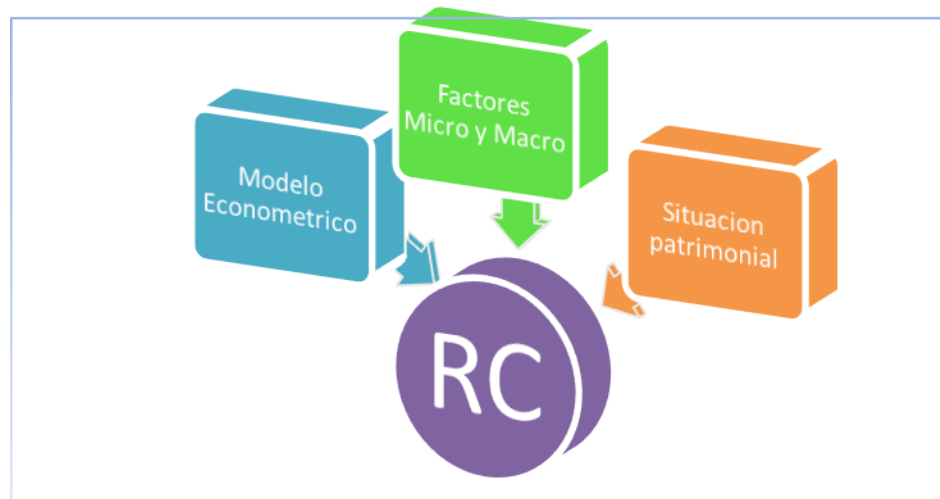 Factores
Micro y Macro
Modelo
Econometrico
Situacion
patrimonial
RC